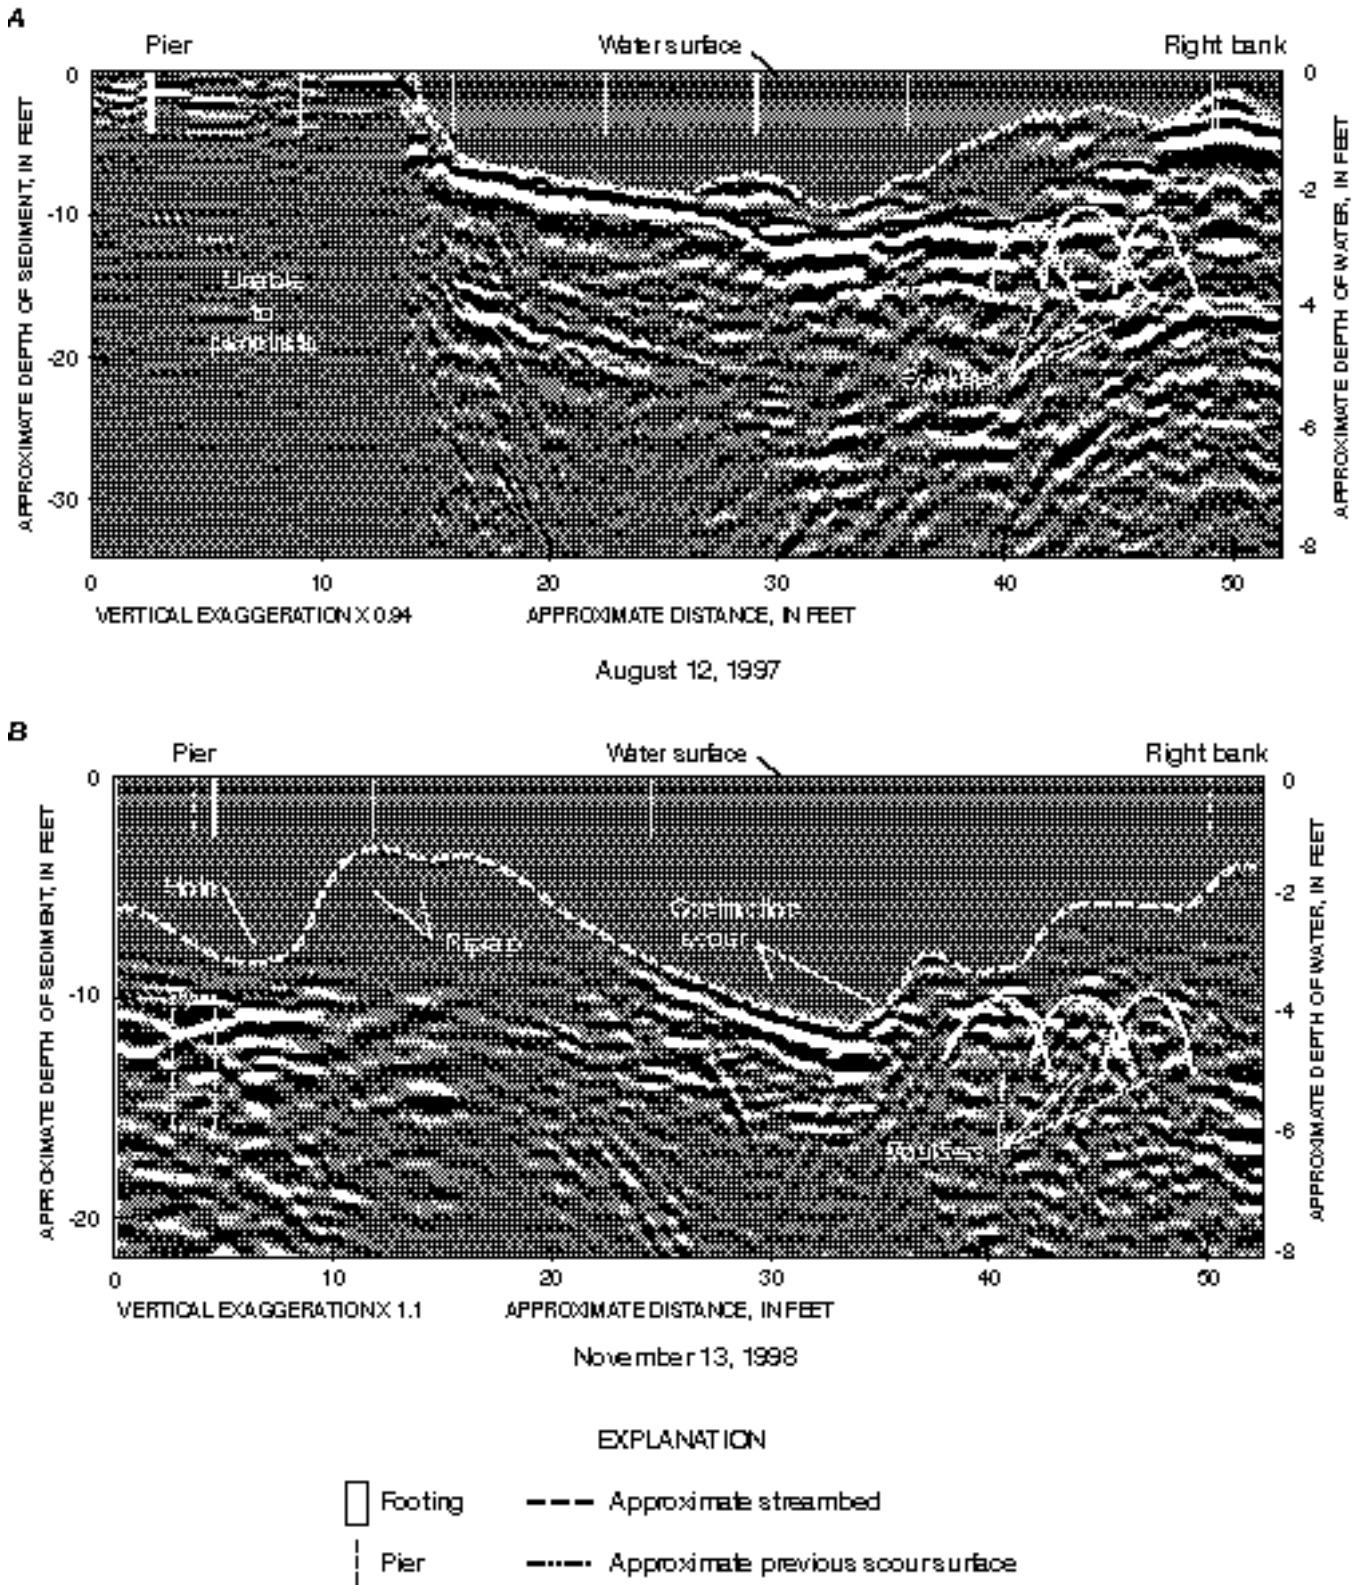 A
Pier
Water surface
Right bank
0
-10
-20
-30
APPROXIMATE DEPTH OF SEDIMENT, IN FEET
0
-2
-4
-6
-8
APPROXIMATE DEPTH OF WATER, IN FEET
Unable
to
0 10 20 30 40 50
VERTICAL EXAGGERATION X 0.94 APPROXIMATE DISTANCE, IN FEET
August 12, 1997
B
Pier
Water surface
Right bank
0
-10
-20
APPROXIMATE DEPTH OF SEDIMENT, IN FEET
0
-2
-4
-6
-8
APPROXIMATE DEPTH OF WATER, IN FEET
Riprap
scour
Boulders
0 10 20 30 40 50
VERTICAL EXAGGERATION X 1.1 APPROXIMATE DISTANCE, IN FEET
November 13, 1998
EXPLANATION
Footing
Approximate streambed
Pier
Approximate previous scour surface